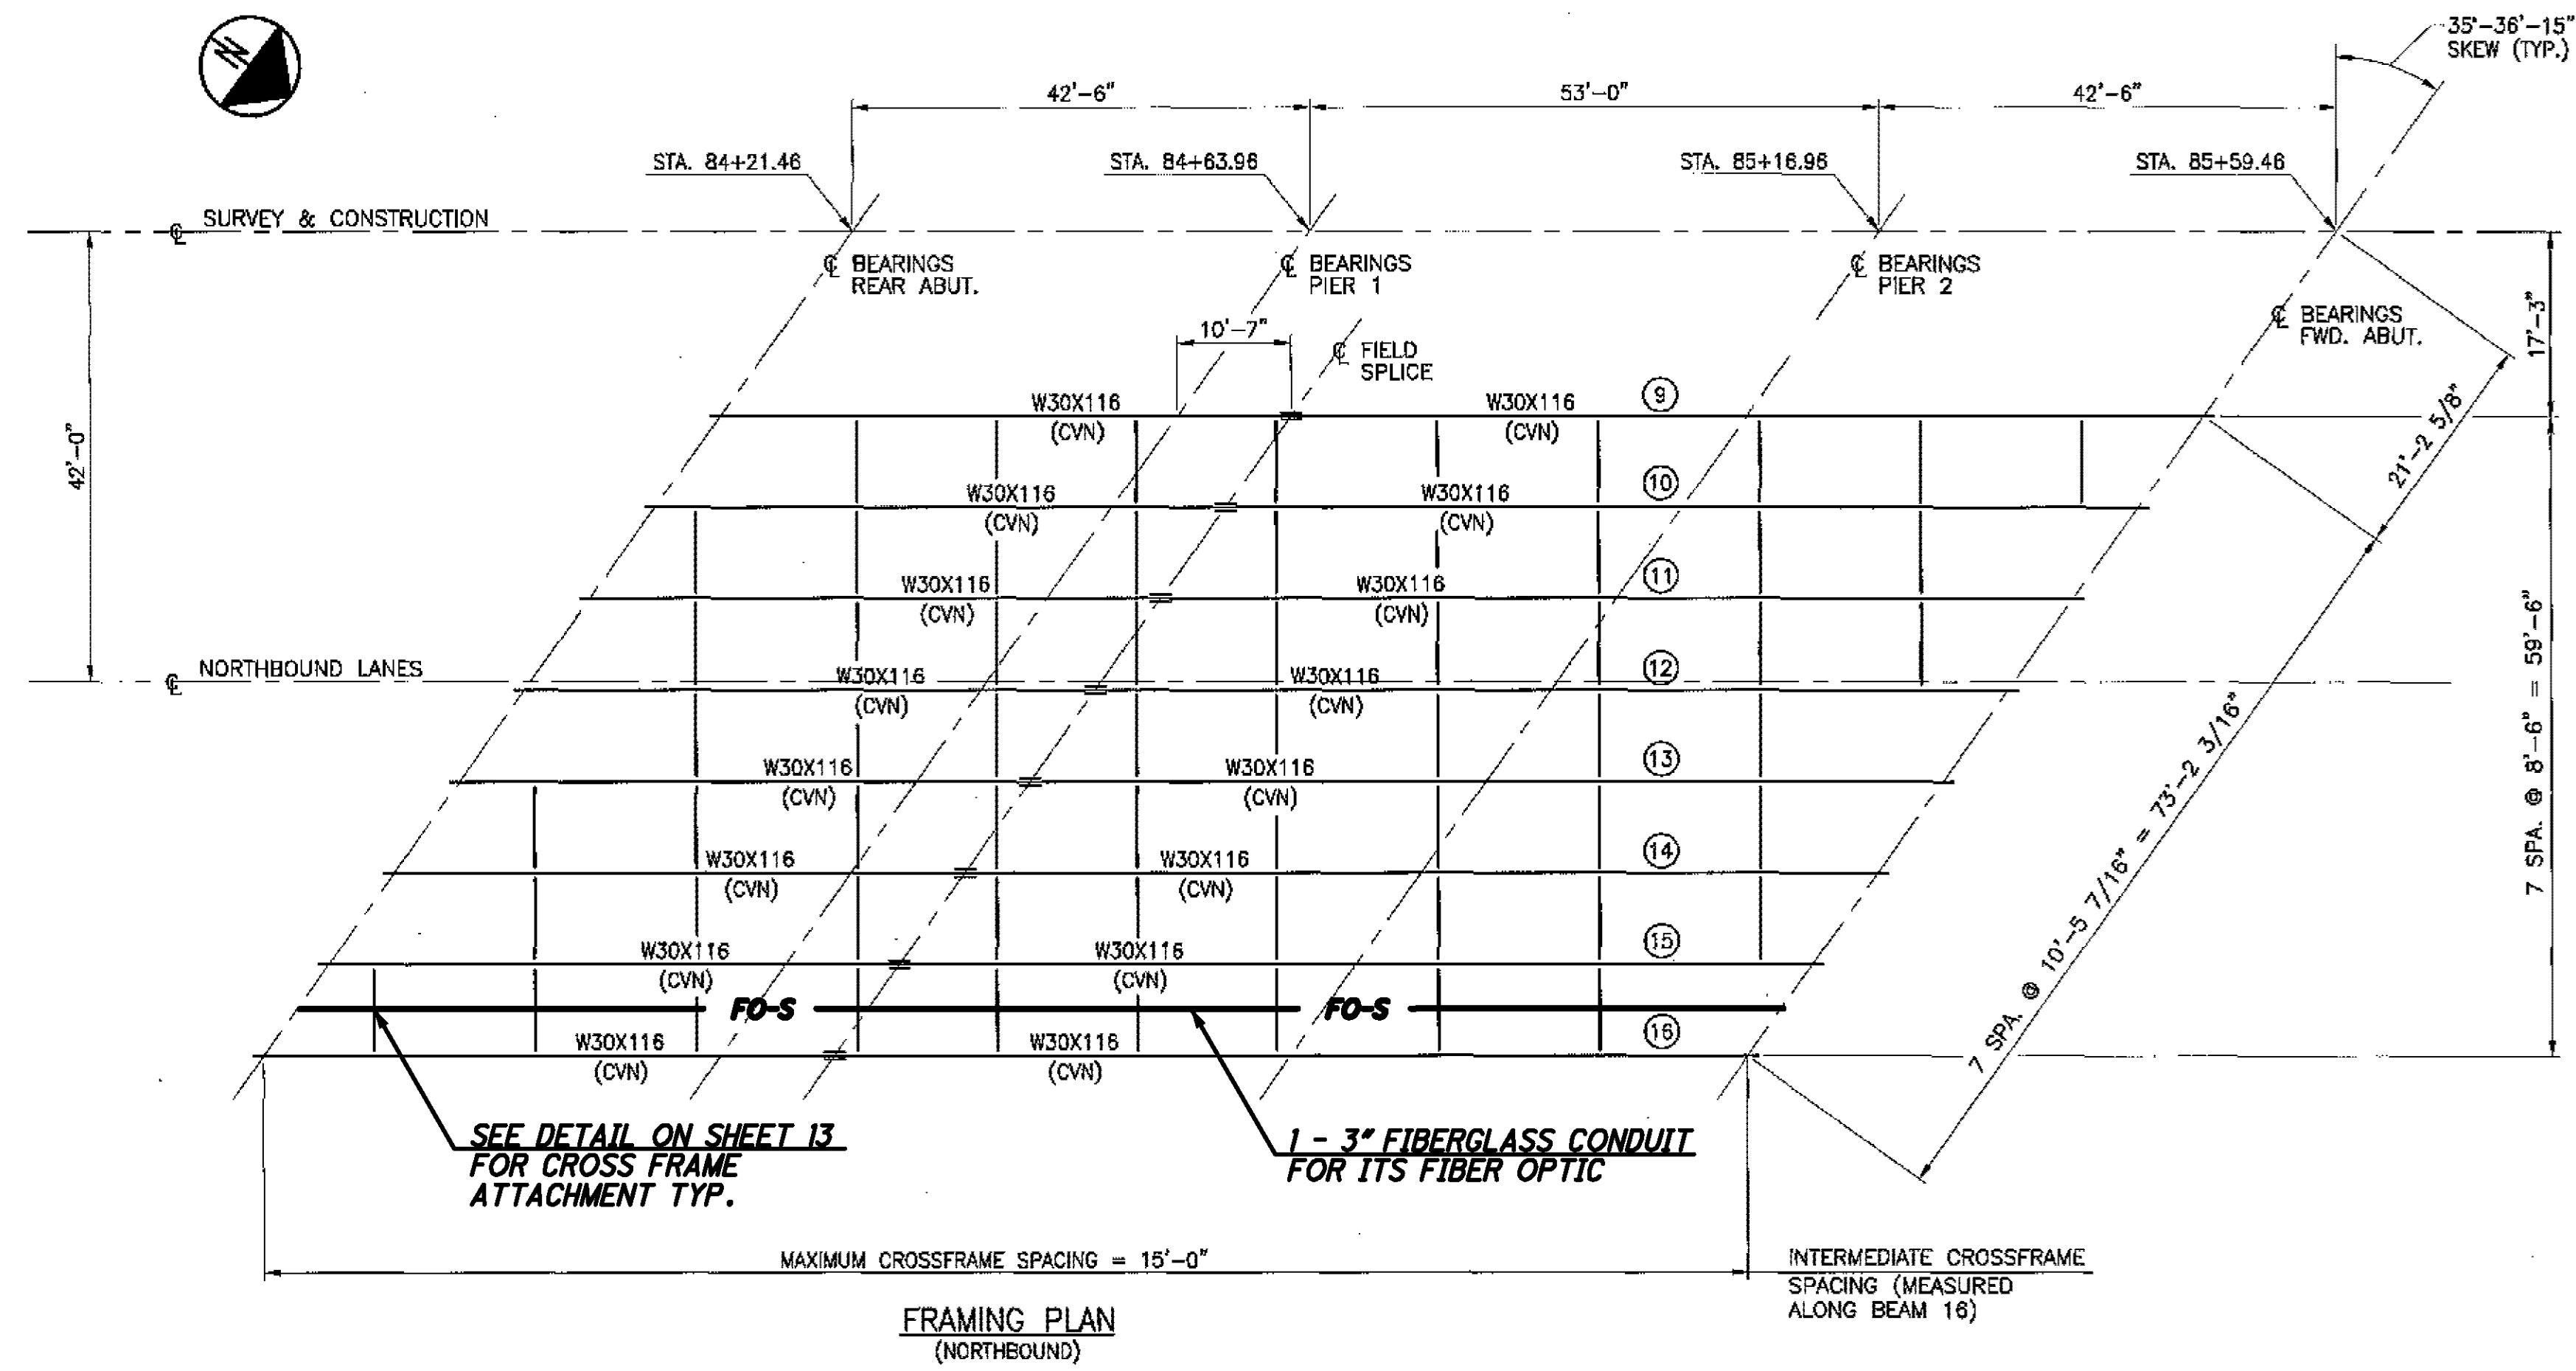 N
35°-36'-15"
SKEW (TYP.)
42'-6"
53'-0"
42'-6"
STA. 84+21.46
STA. 84+63.96
STA. 85+16.96
STA. 85+59.46
℄ SURVEY & CONSTRUCTION
℄ BEARINGS
REAR ABUT.
℄ BEARINGS
PIER 1
℄ BEARINGS
PIER 2
℄ BEARINGS
FWD. ABUT.
17'-3"
10'-7"
℄ FIELD
SPLICE
42'-0"
W30X116
(CVN)
W30X116
(CVN)
9
21'-2 5/8"
W30X116
(CVN)
W30X116
(CVN)
10
W30X116
(CVN)
W30X116
(CVN)
11
℄ NORTHBOUND LANES
W30X116
(CVN)
W30X116
(CVN)
12
7 SPA. @ 8'-6" = 59'-6"
7 SPA. @ 10'-5 7/16" = 73'-2 3/16"
W30X116
(CVN)
W30X116
(CVN)
13
W30X116
(CVN)
W30X116
(CVN)
14
W30X116
(CVN)
W30X116
(CVN)
15
FO-S
FO-S
W30X116
(CVN)
W30X116
(CVN)
16
SEE DETAIL ON SHEET 13
FOR CROSS FRAME
ATTACHMENT TYP.
1 - 3" FIBERGLASS CONDUIT
FOR ITS FIBER OPTIC
MAXIMUM CROSSFRAME SPACING = 15'-0"
INTERMEDIATE CROSSFRAME
SPACING (MEASURED
ALONG BEAM 16)
FRAMING PLAN
(NORTHBOUND)